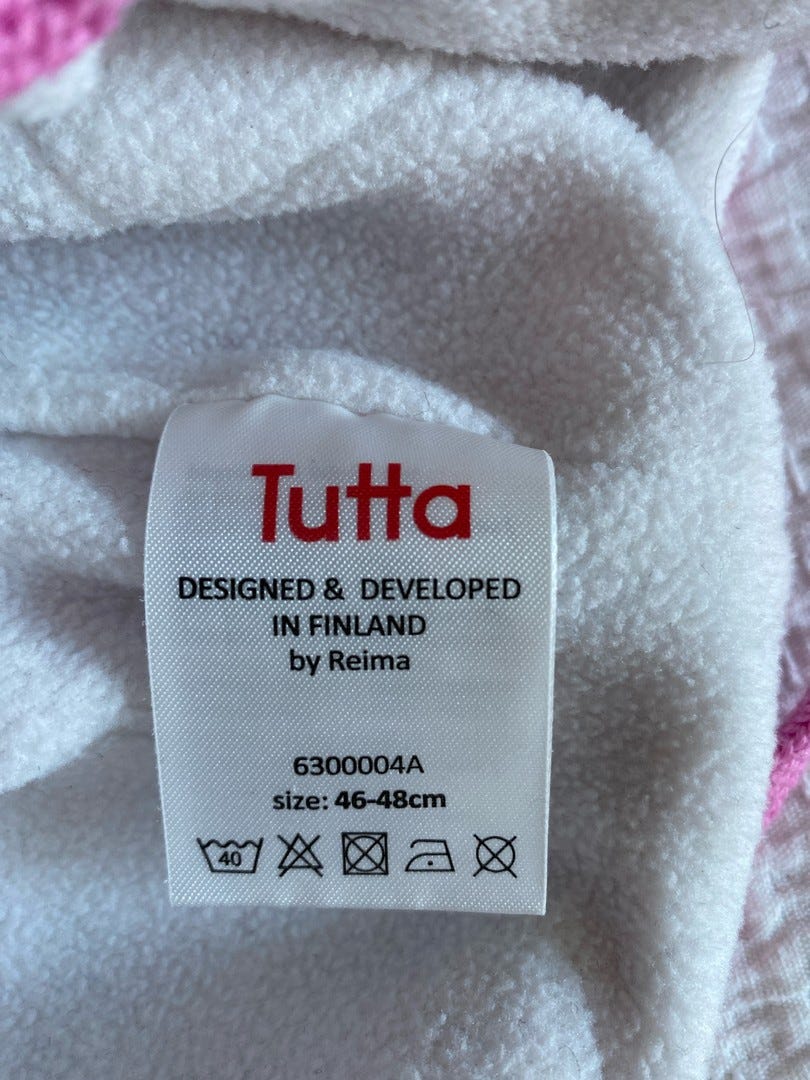 Tutta
DESIGNED & DEVELOPED
IN FINLAND
by Reima
6300004A
size: 46-48cm
40